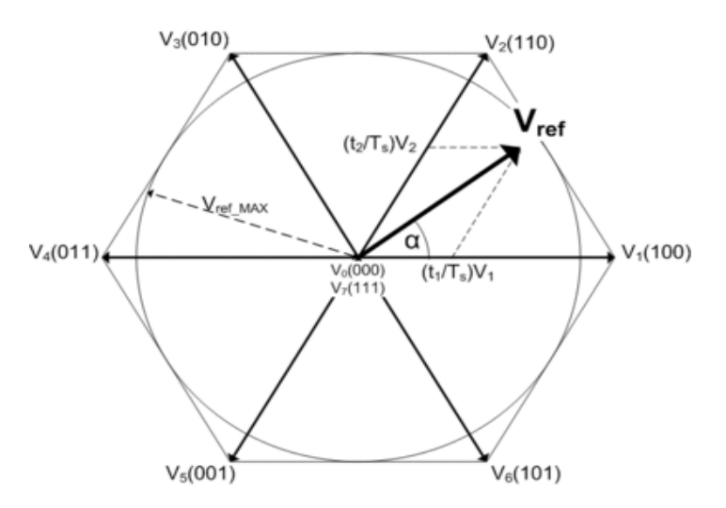 V₃(010)
V₂(110)
Vref
(t₂/Tₛ)V₂
Vref_MAX
α
V₄(011)
V₁(100)
V₀(000)
(t₁/Tₛ)V₁
V₇(111)
V₅(001)
V₆(101)